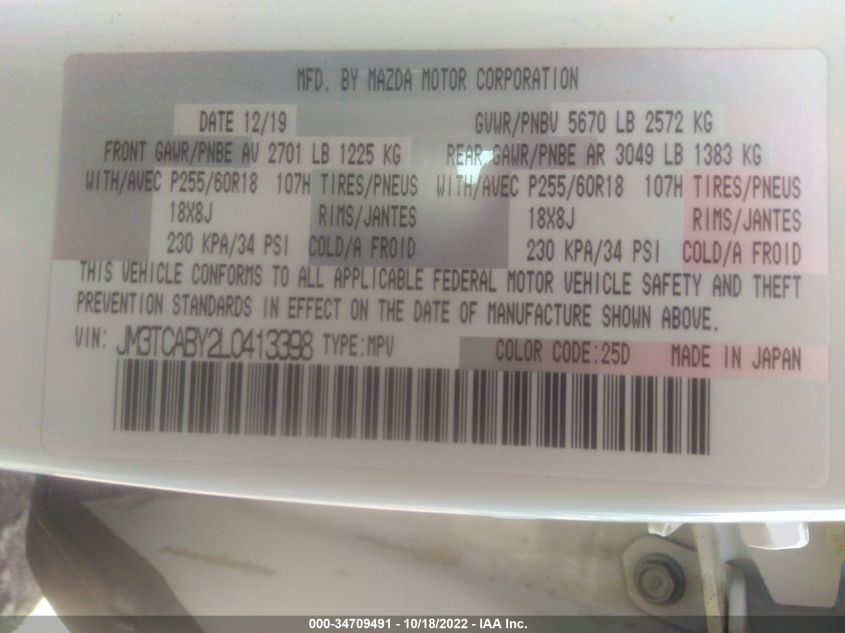 MFD. BY MAZDA MOTOR CORPORATION
DATE 12/19 GVWR/PNBV 5670 LB 2572 KG
FRONT GAWR/PNBE AV 2701 LB 1225 KG REAR GAWR/PNBE AR 3049 LB 1383 KG
WITH/AVEC P255/60R18 107H TIRES/PNEUS WITH/AVEC P255/60R18 107H TIRES/PNEUS
18X8J RIMS/JANTES 18X8J RIMS/JANTES
230 KPA/34 PSI COLD/A FROID 230 KPA/34 PSI COLD/A FROID
THIS VEHICLE CONFORMS TO ALL APPLICABLE FEDERAL MOTOR VEHICLE SAFETY AND THEFT
PREVENTION STANDARDS IN EFFECT ON THE DATE OF MANUFACTURE SHOWN ABOVE.
VIN: JM3TCABY2L0413398 TYPE:MPV COLOR CODE:25D MADE IN JAPAN
000-34709491 - 10/18/2022 - IAA Inc.